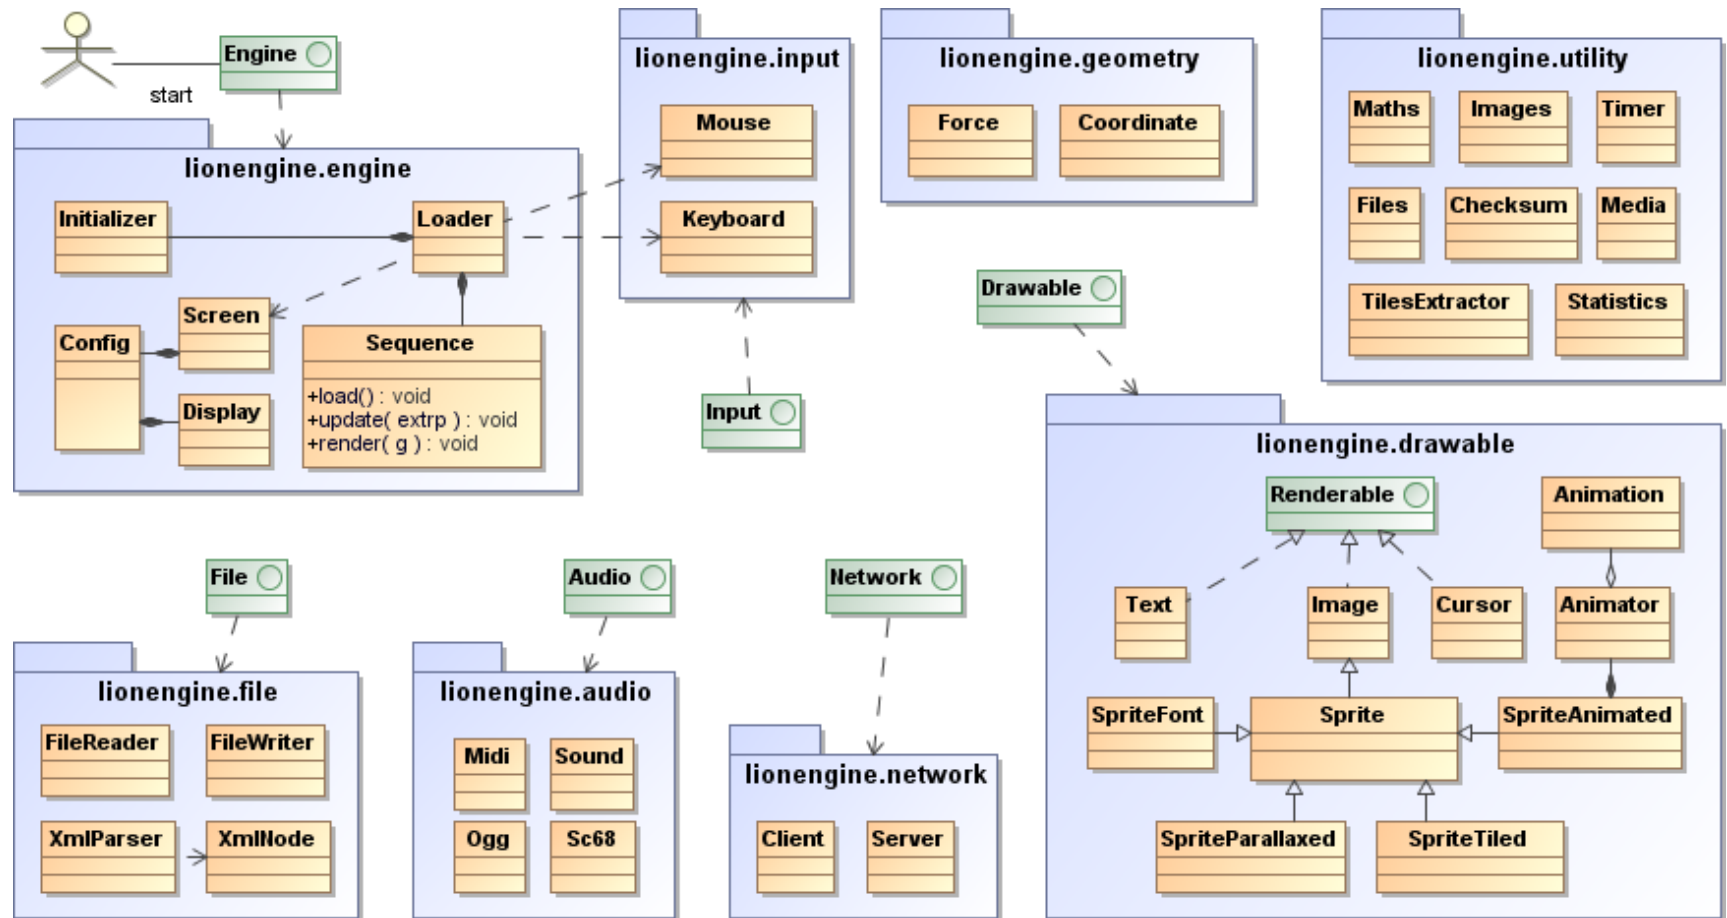 Engine
start
lionengine.engine
Initializer
Loader
Screen
Config
Sequence
+load() : void
+update( extrp ) : void
+render( g ) : void
Display
lionengine.input
Mouse
Keyboard
Input
lionengine.geometry
Force
Coordinate
lionengine.utility
Maths
Images
Timer
Files
Checksum
Media
TilesExtractor
Statistics
Drawable
lionengine.drawable
Renderable
Animation
Text
Image
Cursor
Animator
SpriteFont
Sprite
SpriteAnimated
SpriteParallaxed
SpriteTiled
File
lionengine.file
FileReader
FileWriter
XmlParser
XmlNode
Audio
lionengine.audio
Midi
Sound
Ogg
Sc68
Network
lionengine.network
Client
Server